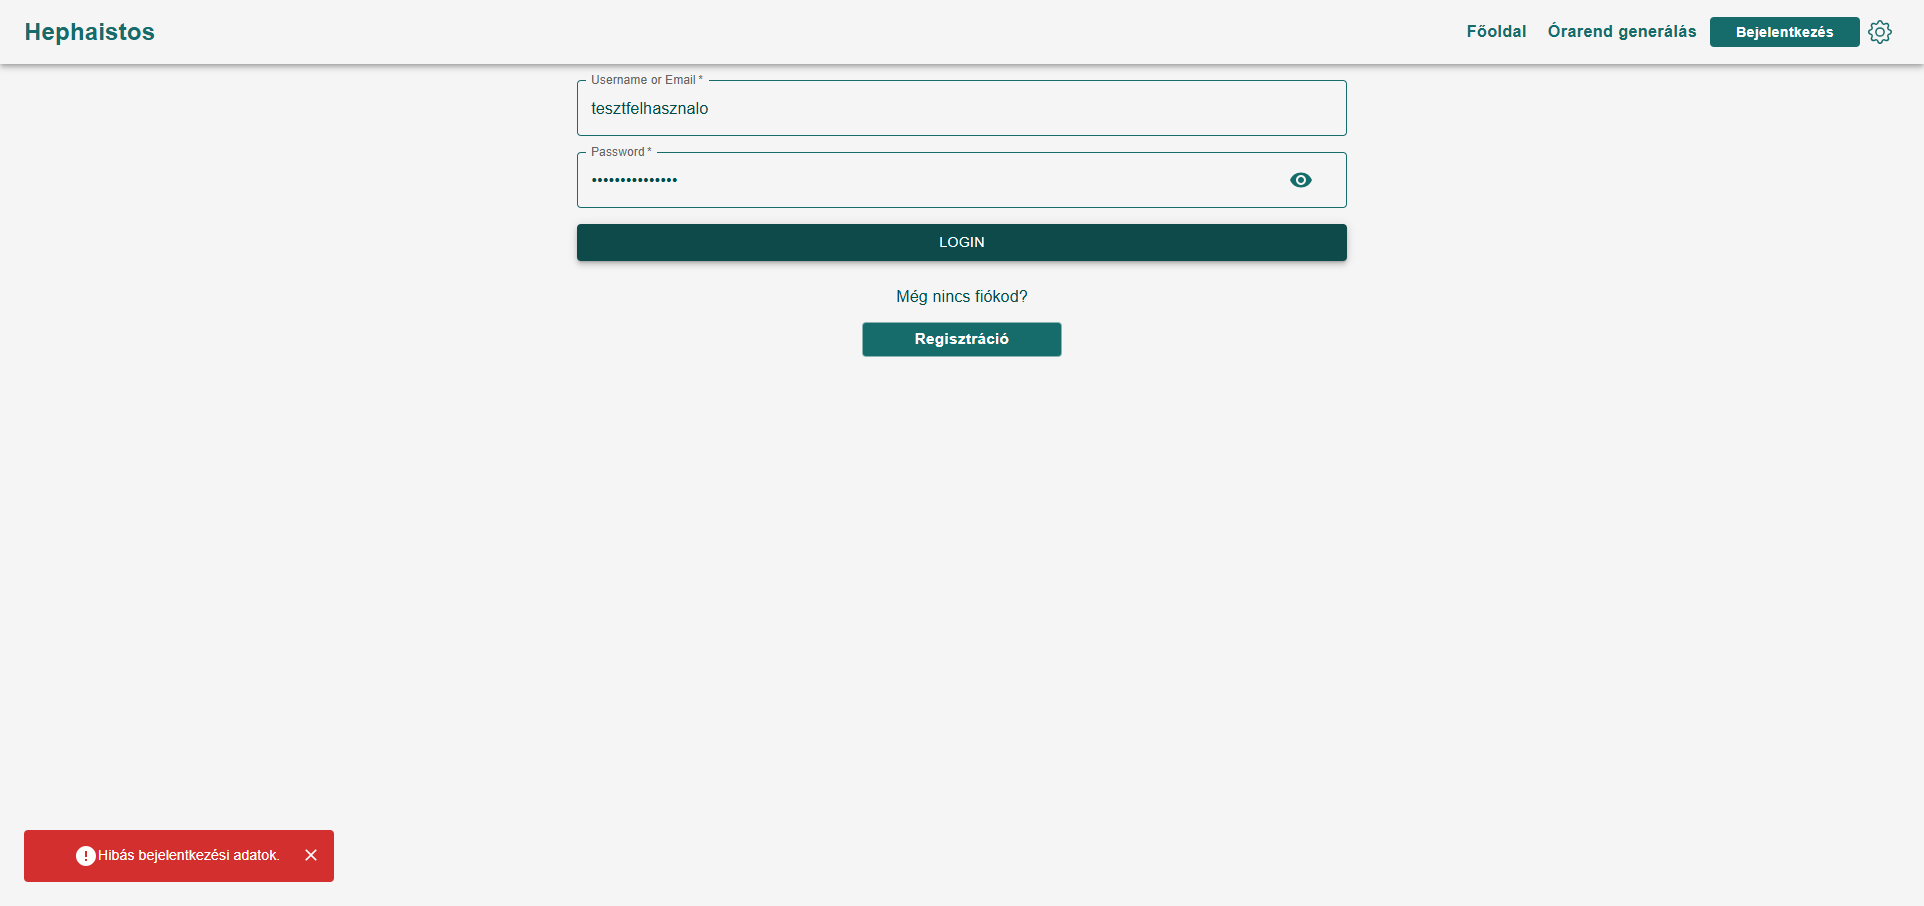 Hephaistos
Főoldal
Órarend generálás
Bejelentkezés
Username or Email *
tesztfelhasznalo
Password *
•••••••••••••••
LOGIN
Még nincs fiókod?
Regisztráció
Hibás bejelentkezési adatok.